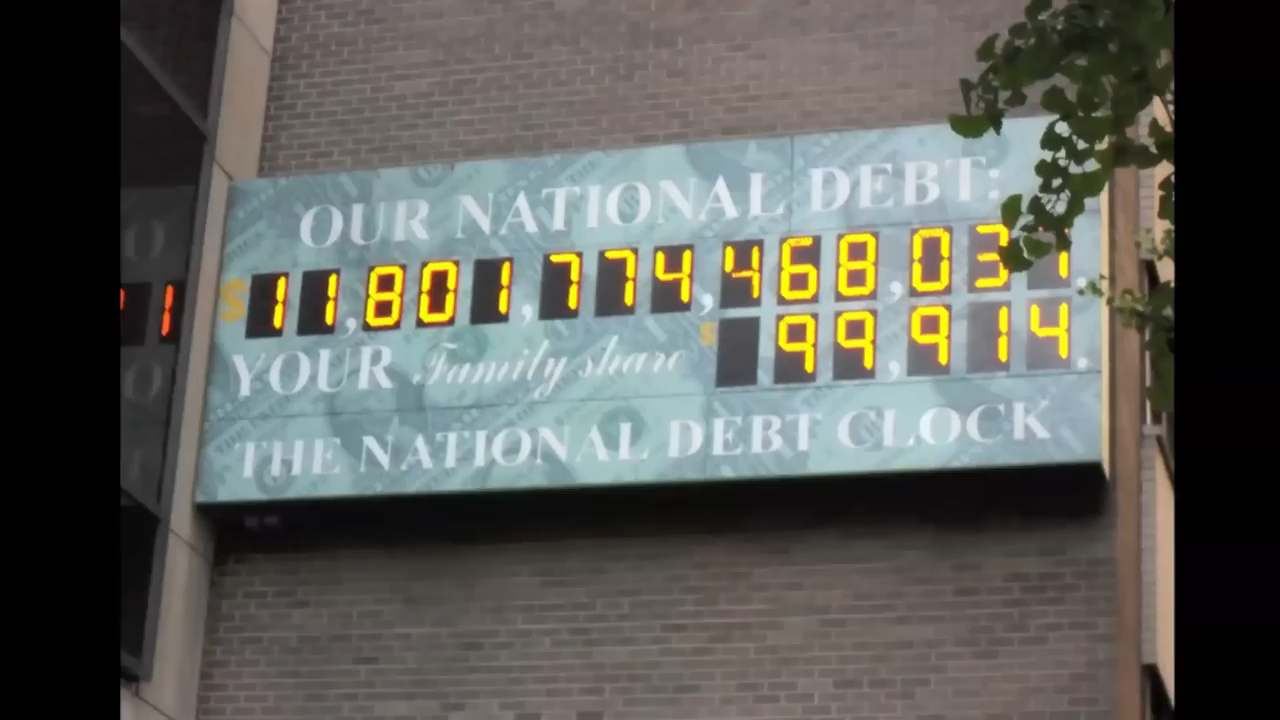 OUR NATIONAL DEBT:
$11,801,774,468,03
YOUR Family share $99,914.
THE NATIONAL DEBT CLOCK